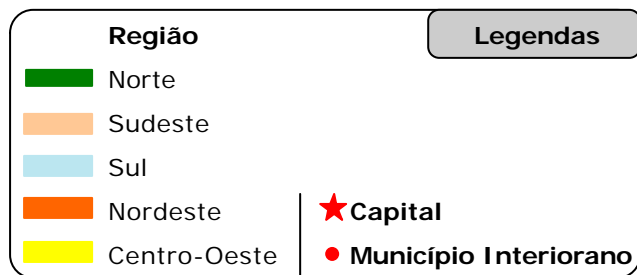 Região
Legendas
Norte
Sudeste
Sul
Nordeste
Capital
Centro-Oeste
Município Interiorano